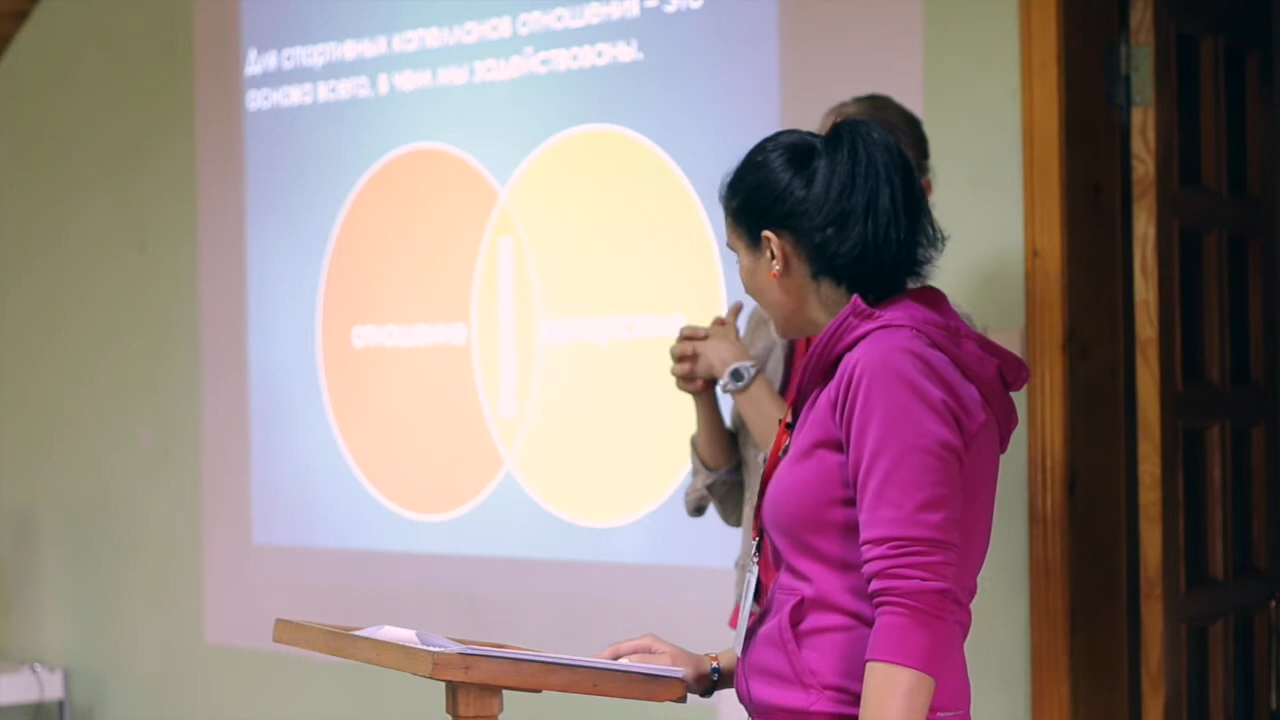 Для спортивных капелланов отношения – это
основа всего, в чем мы задействованы.
отношения